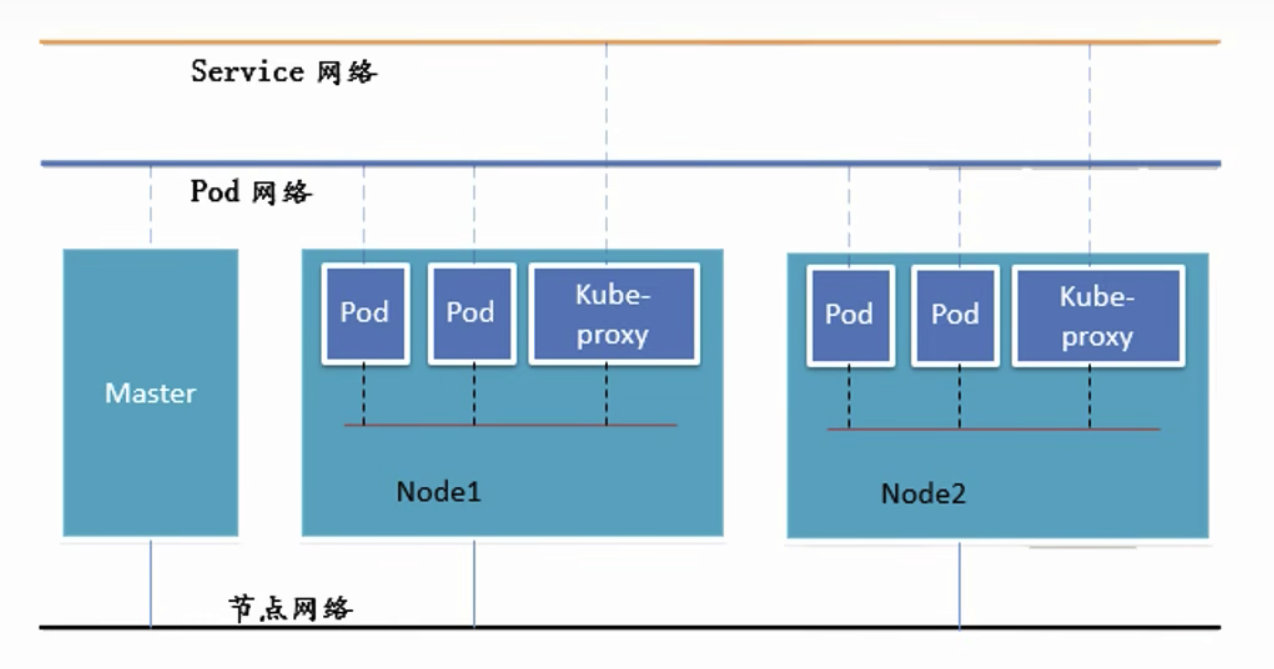 Service 网络
Pod 网络
Pod
Pod
Kube-
proxy
Pod
Pod
Kube-
proxy
Master
Node1
Node2
节点网络